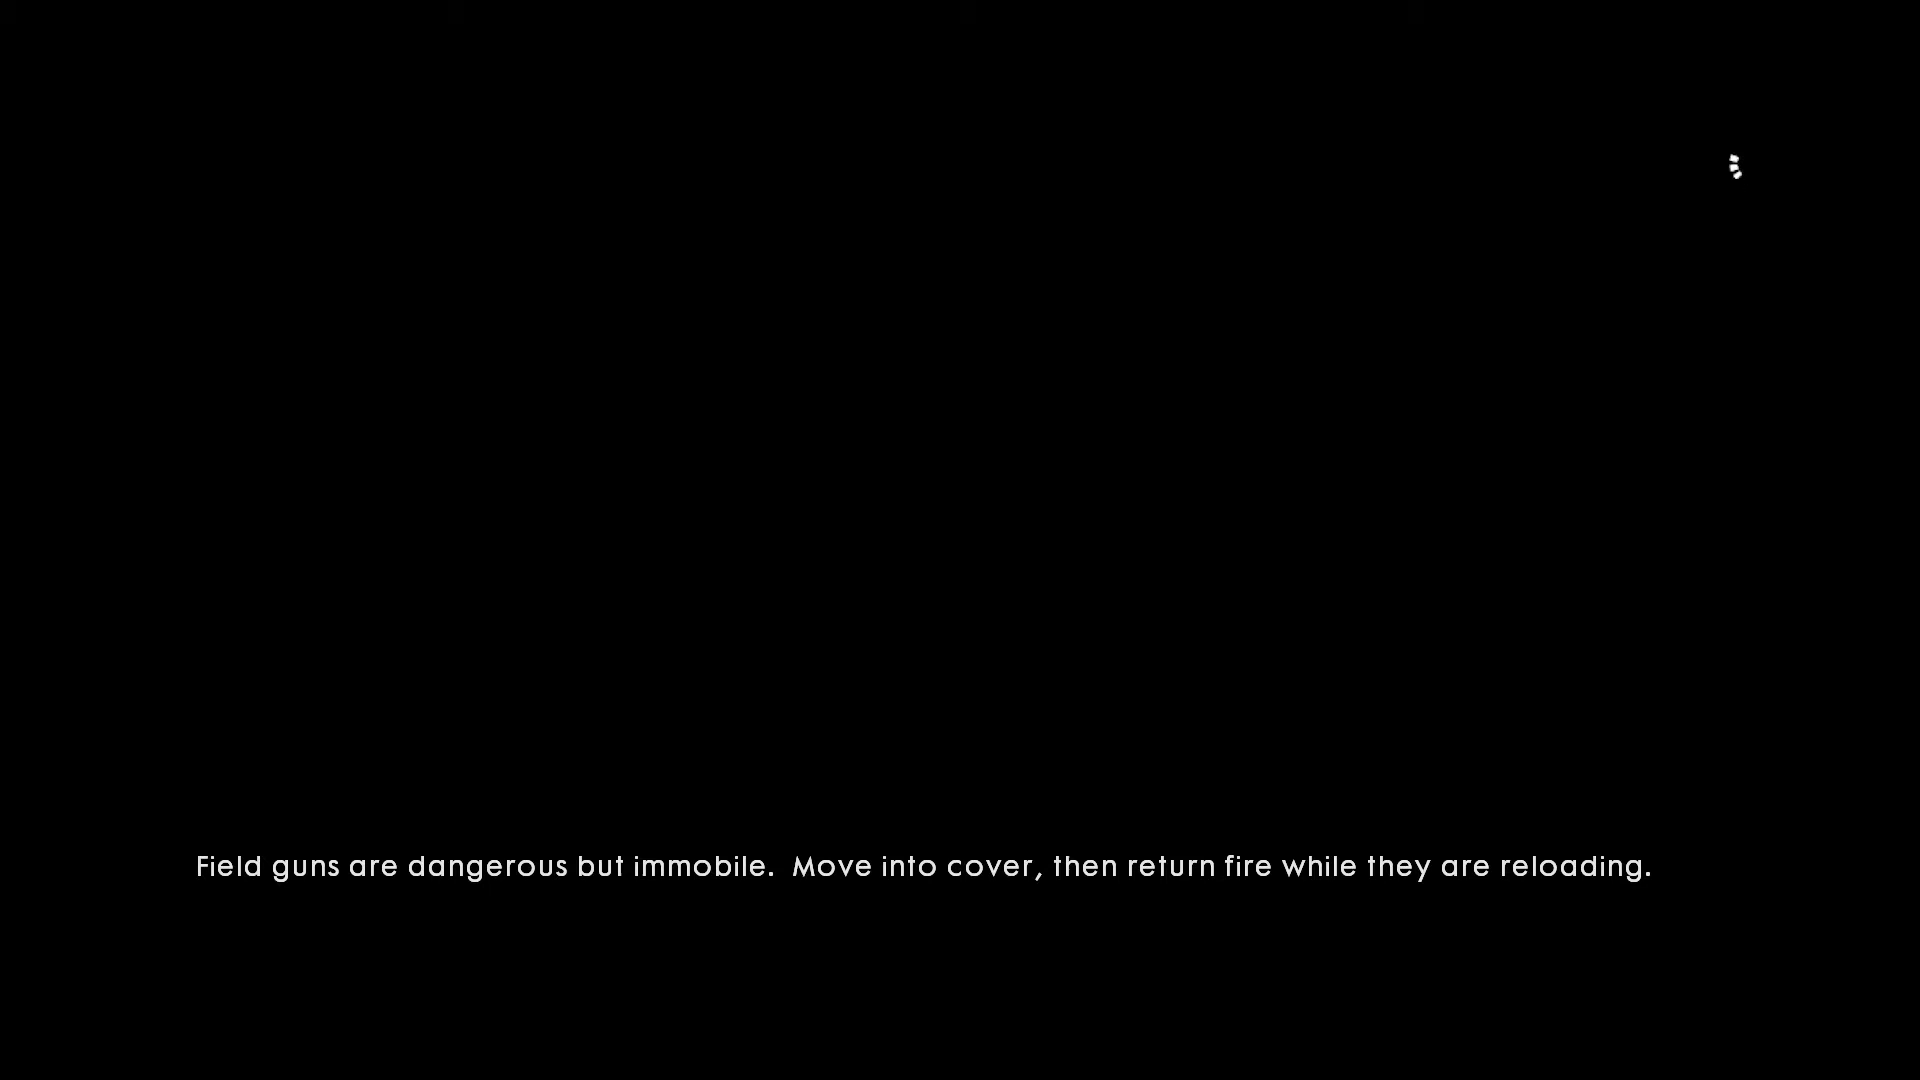 Field guns are dangerous but immobile.  Move into cover, then return fire while they are reloading.